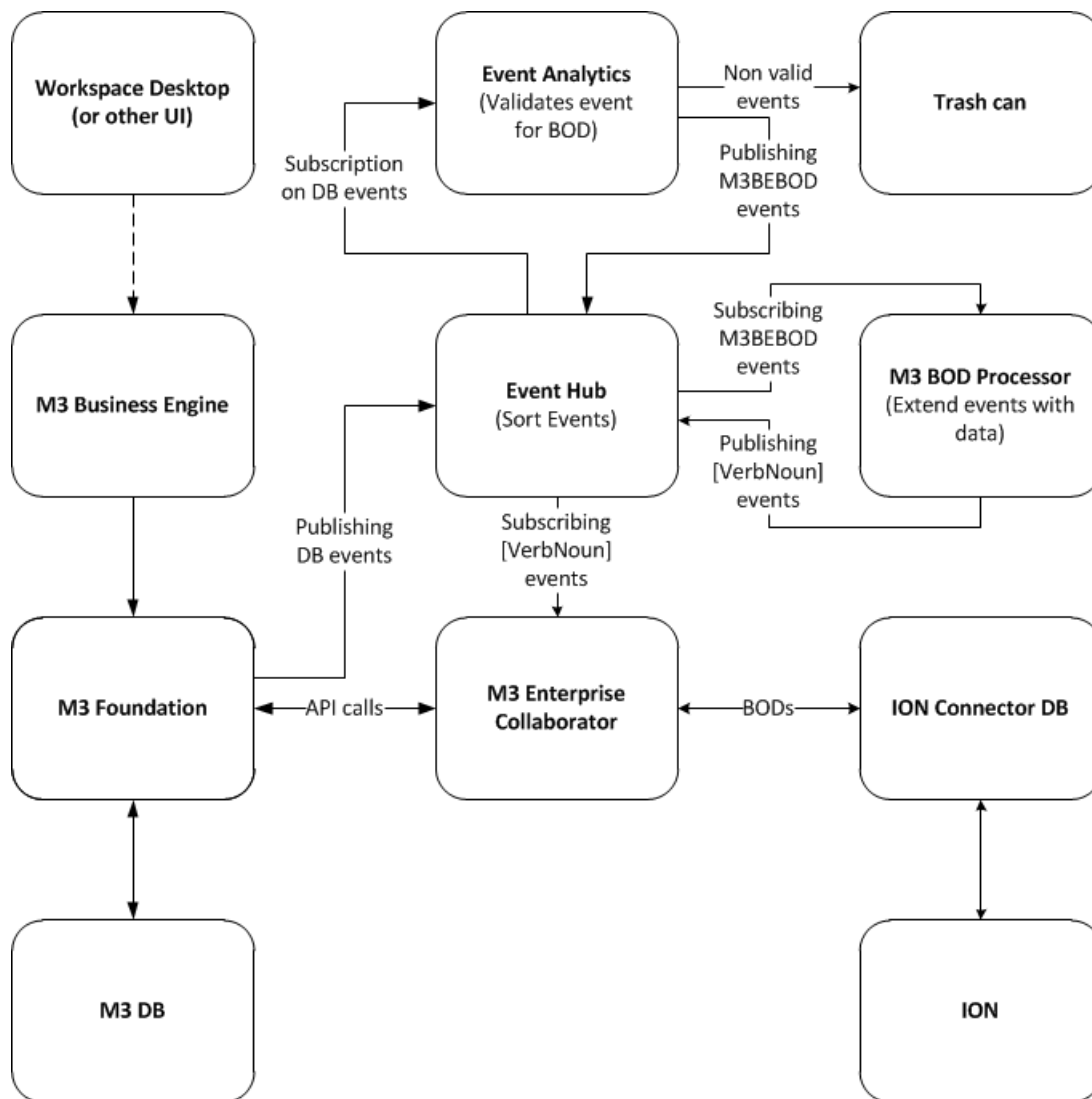 Workspace Desktop
(or other UI)
Event Analytics
(Validates event
for BOD)
Non valid
events
Trash can
Subscription
on DB events
Publishing
M3BEBOD
events
M3 Business Engine
Event Hub
(Sort Events)
Subscribing
M3BEBOD
events
M3 BOD Processor
(Extend events with
data)
Publishing
[VerbNoun]
events
Publishing
DB events
Subscribing
[VerbNoun]
events
M3 Foundation
API calls
M3 Enterprise
Collaborator
BODs
ION Connector DB
M3 DB
ION